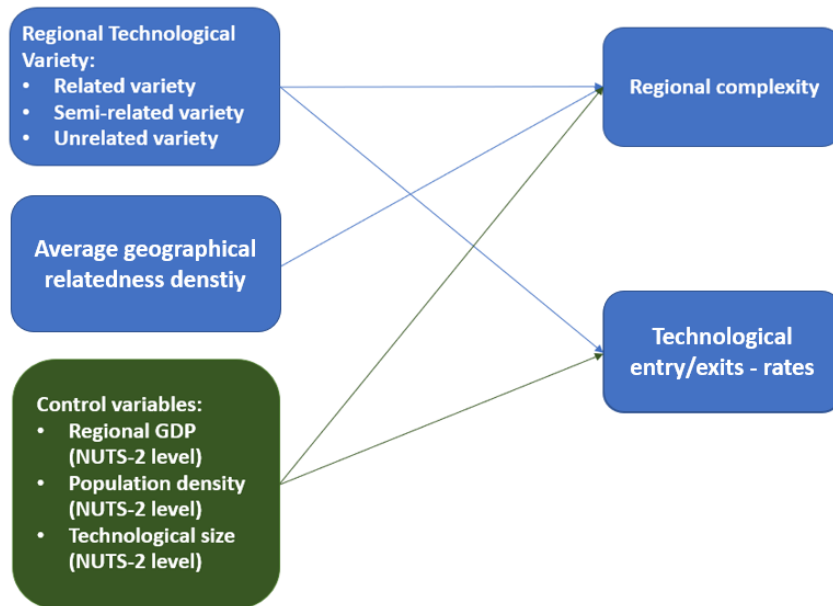 Regional Technological
Variety:
• Related variety
• Semi-related variety
• Unrelated variety
Regional complexity
Average geographical
relatedness denstiy
Technological
entry/exits - rates
Control variables:
• Regional GDP
(NUTS-2 level)
• Population density
(NUTS-2 level)
• Technological size
(NUTS-2 level)